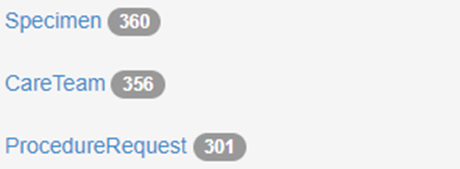 Specimen 360
CareTeam 356
ProcedureRequest 301